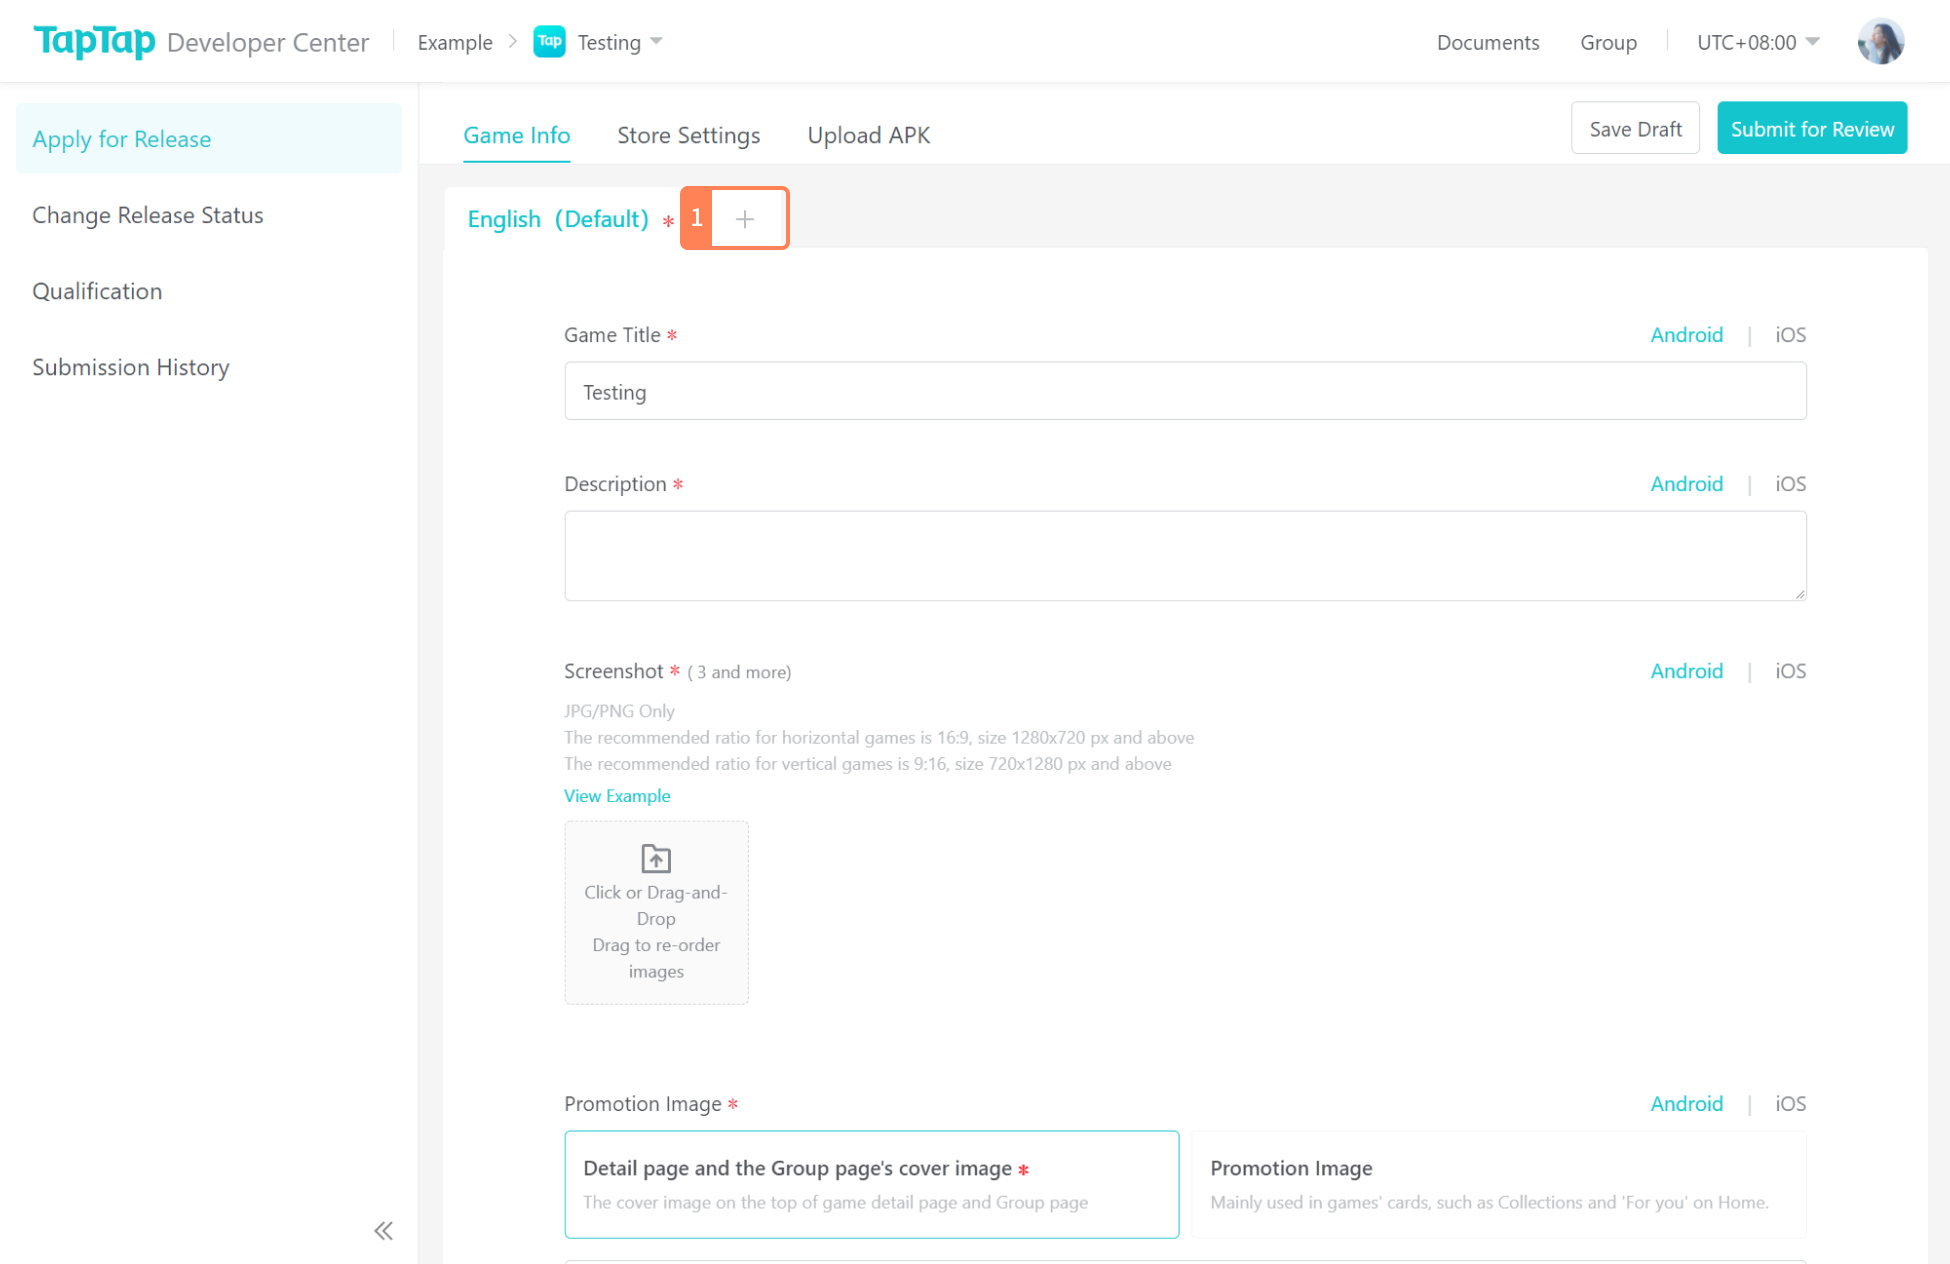 TapTap Developer Center Example Tap Testing Documents Group UTC+08:00
Apply for Release
Change Release Status
Qualification
Submission History
Game Info Store Settings Upload APK Save Draft Submit for Review
English (Default) * 1 +
Game Title * Android | iOS
Testing
Description * Android | iOS
Screenshot * ( 3 and more) Android | iOS
JPG/PNG Only
The recommended ratio for horizontal games is 16:9, size 1280x720 px and above
The recommended ratio for vertical games is 9:16, size 720x1280 px and above
View Example
Click or Drag-and-
Drop
Drag to re-order
images
Promotion Image * Android | iOS
Detail page and the Group page's cover image *
The cover image on the top of game detail page and Group page
Promotion Image
Mainly used in games' cards, such as Collections and 'For you' on Home.